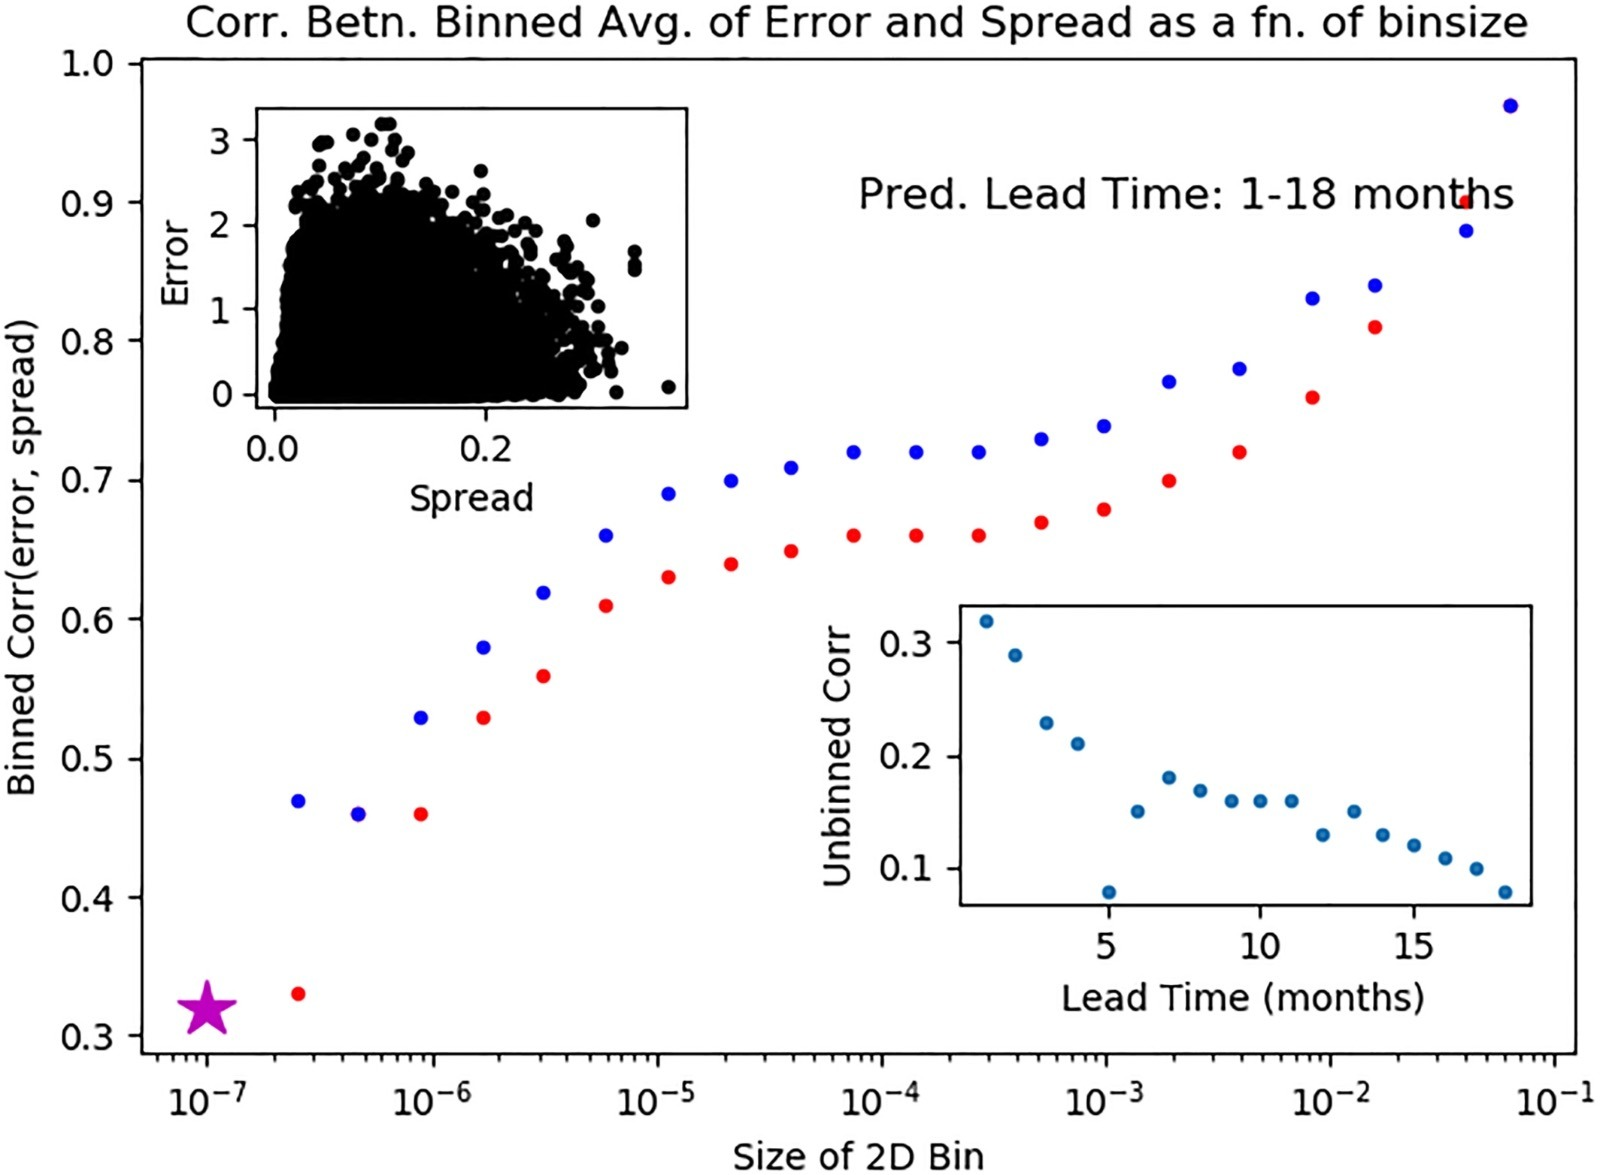 Corr. Betn. Binned Avg. of Error and Spread as a fn. of binsize
Binned Corr(error, spread)
1.0
0.9
0.8
0.7
0.6
0.5
0.4
0.3
Error
3
2
1
0
0.0 0.2
Spread
Pred. Lead Time: 1-18 months
Unbinned Corr
0.3
0.2
0.1
5 10 15
Lead Time (months)
10⁻⁷ 10⁻⁶ 10⁻⁵ 10⁻⁴ 10⁻³ 10⁻² 10⁻¹
Size of 2D Bin